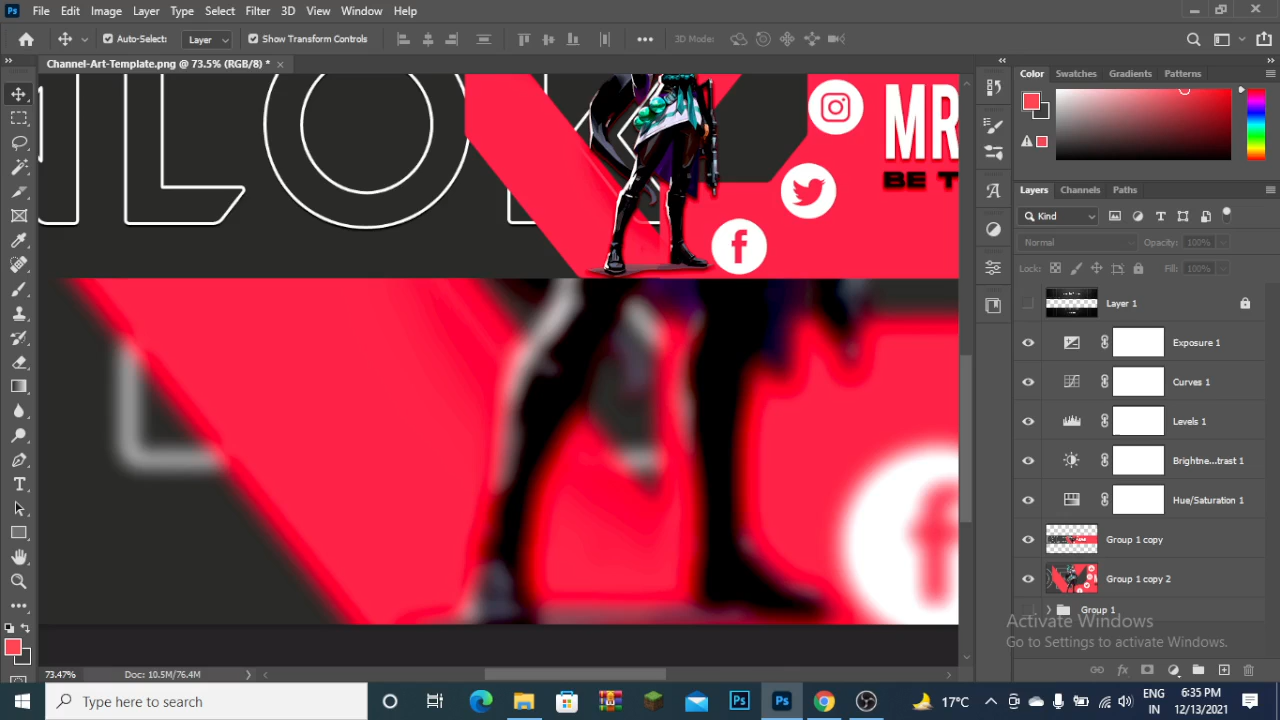 Ps File Edit Image Layer Type Select Filter 3D View Window Help
Auto-Select: Layer Show Transform Controls 3D Mode:
Channel-Art-Template.png @ 73.5% (RGB/8) *
MR
BE T
Color Swatches Gradients Patterns
Layers Channels Paths
Kind
Normal Opacity: 100%
Lock: Fill: 100%
Layer 1
Exposure 1
Curves 1
Levels 1
Brightne...trast 1
Hue/Saturation 1
Group 1 copy
Group 1 copy 2
Group 1
Activate Windows
Go to Settings to activate Windows.
73.47% Doc: 10.5M/76.4M
Type here to search
Ps Ps
17°C
ENG
IN
6:35 PM
12/13/2021